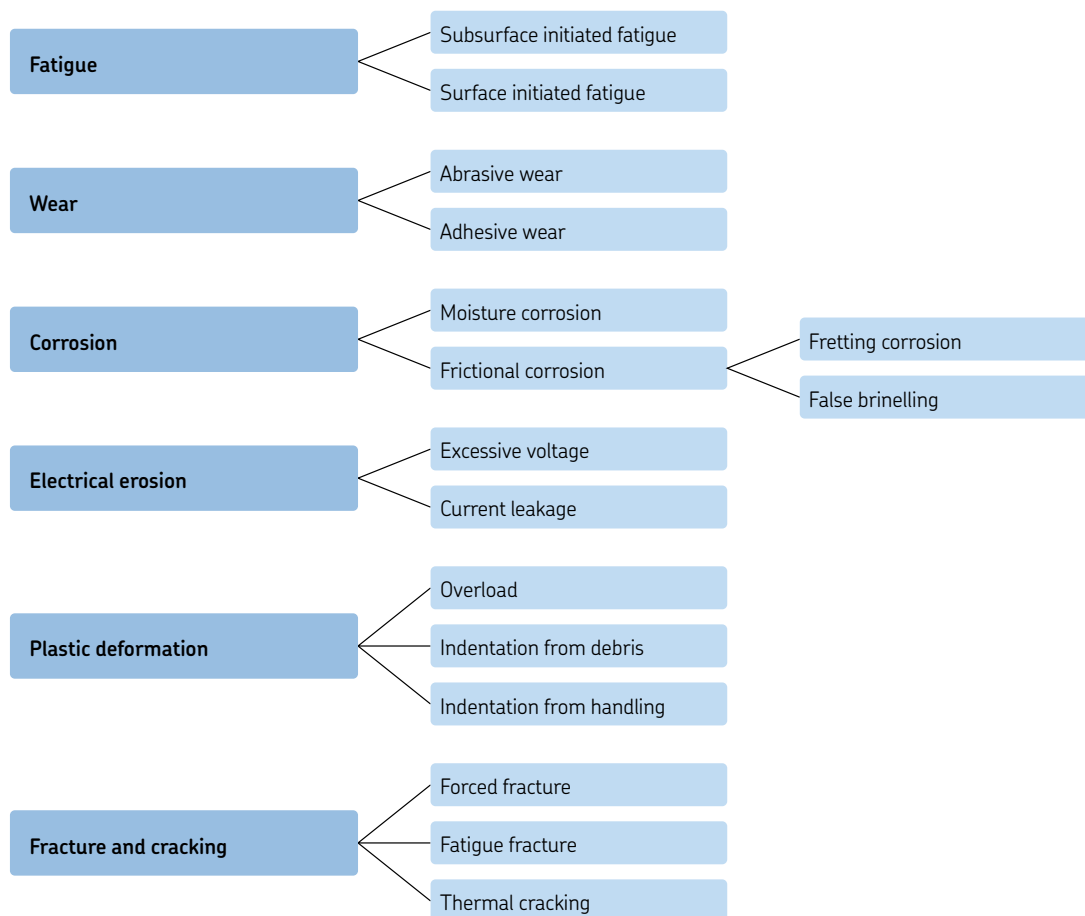 Fatigue
Subsurface initiated fatigue
Surface initiated fatigue
Wear
Abrasive wear
Adhesive wear
Corrosion
Moisture corrosion
Frictional corrosion
Fretting corrosion
False brinelling
Electrical erosion
Excessive voltage
Current leakage
Plastic deformation
Overload
Indentation from debris
Indentation from handling
Fracture and cracking
Forced fracture
Fatigue fracture
Thermal cracking